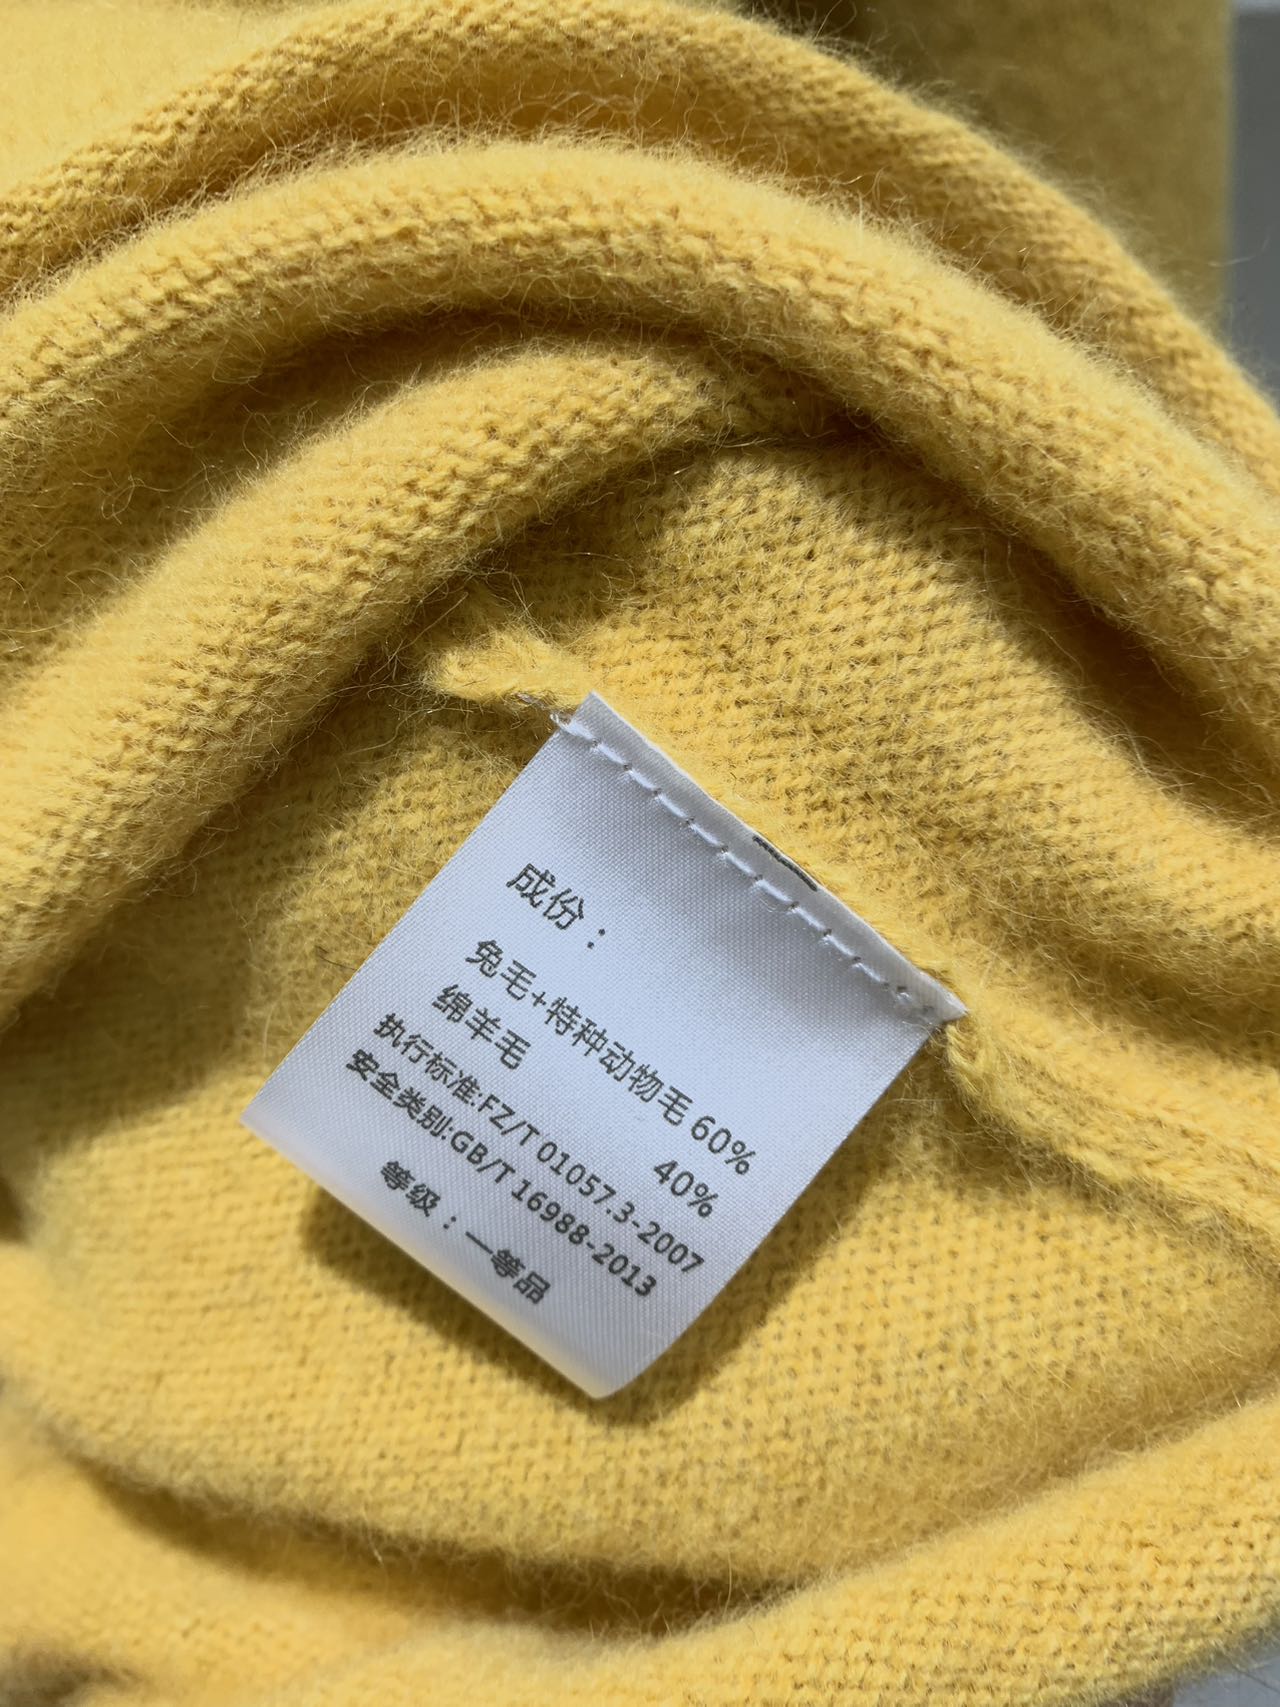 成份：
兔毛+特种动物毛 60%
绵羊毛 40%
执行标准:FZ/T 01057.3-2007
安全类别:GB/T 16988-2013
等级：一等品